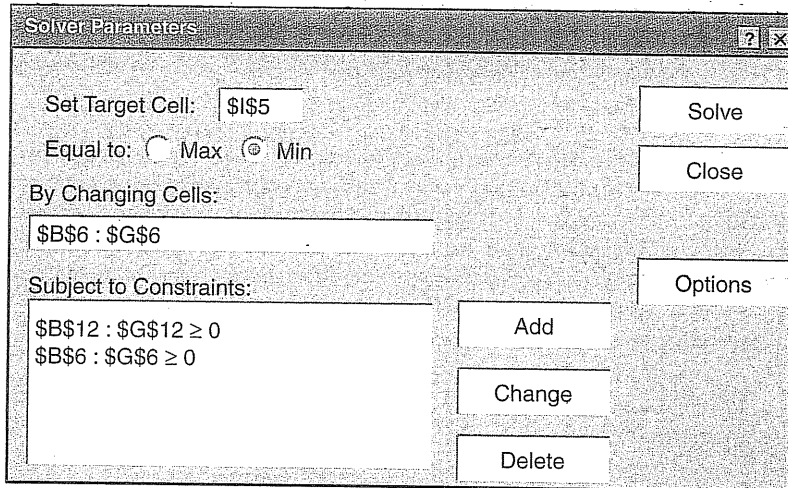 Solver Parameters
? ×
Set Target Cell: $I$5
Equal to: Max Min
By Changing Cells:
$B$6 : $G$6
Subject to Constraints:
$B$12 : $G$12 ≥ 0
$B$6 : $G$6 ≥ 0
Add
Change
Delete
Solve
Close
Options